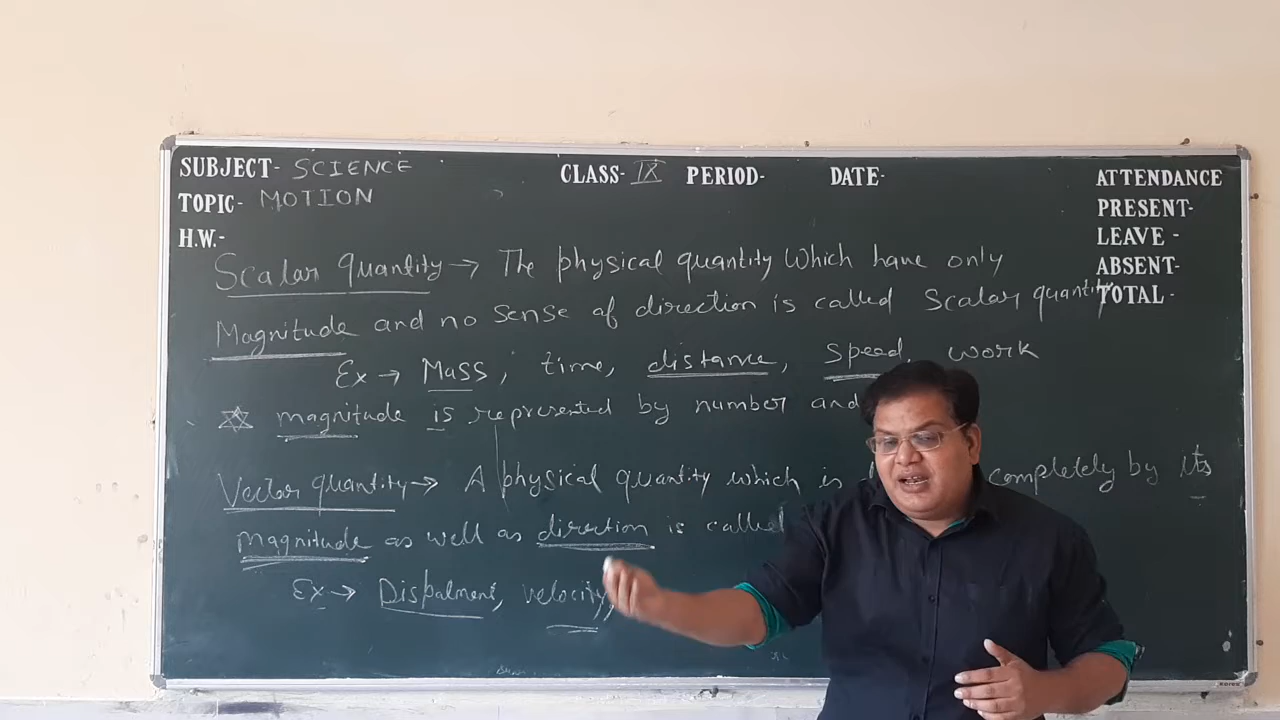 SUBJECT- SCIENCE
CLASS- IX PERIOD- DATE-
ATTENDANCE
TOPIC- MOTION
PRESENT-
H.W.-
LEAVE -
ABSENT-
TOTAL -
Scalar quantity → The physical quantity which have only
Magnitude and no sense of direction is called Scalar quantity
Ex → Mass, time, distance, speed, work
magnitude is represented by number and
Vector quantity → A physical quantity which is completely by its
magnitude as well as direction is called
Ex → Dispalment, velocity,
Kores